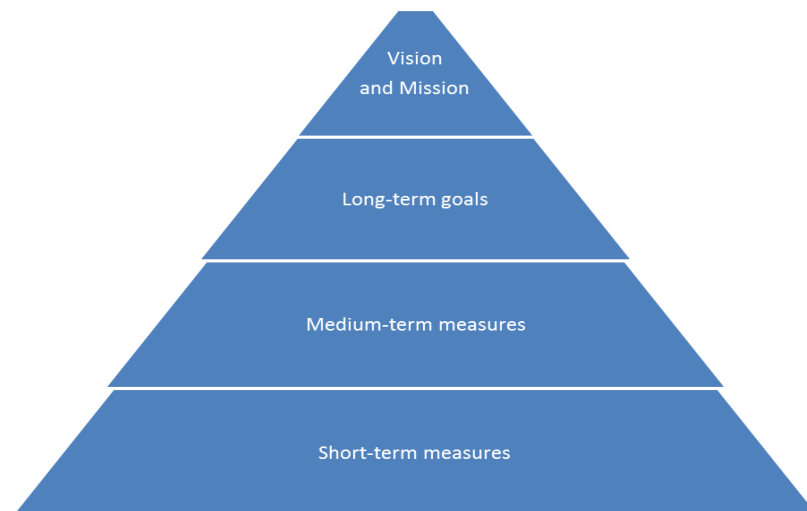 Vision
and Mission
Long-term goals
Medium-term measures
Short-term measures